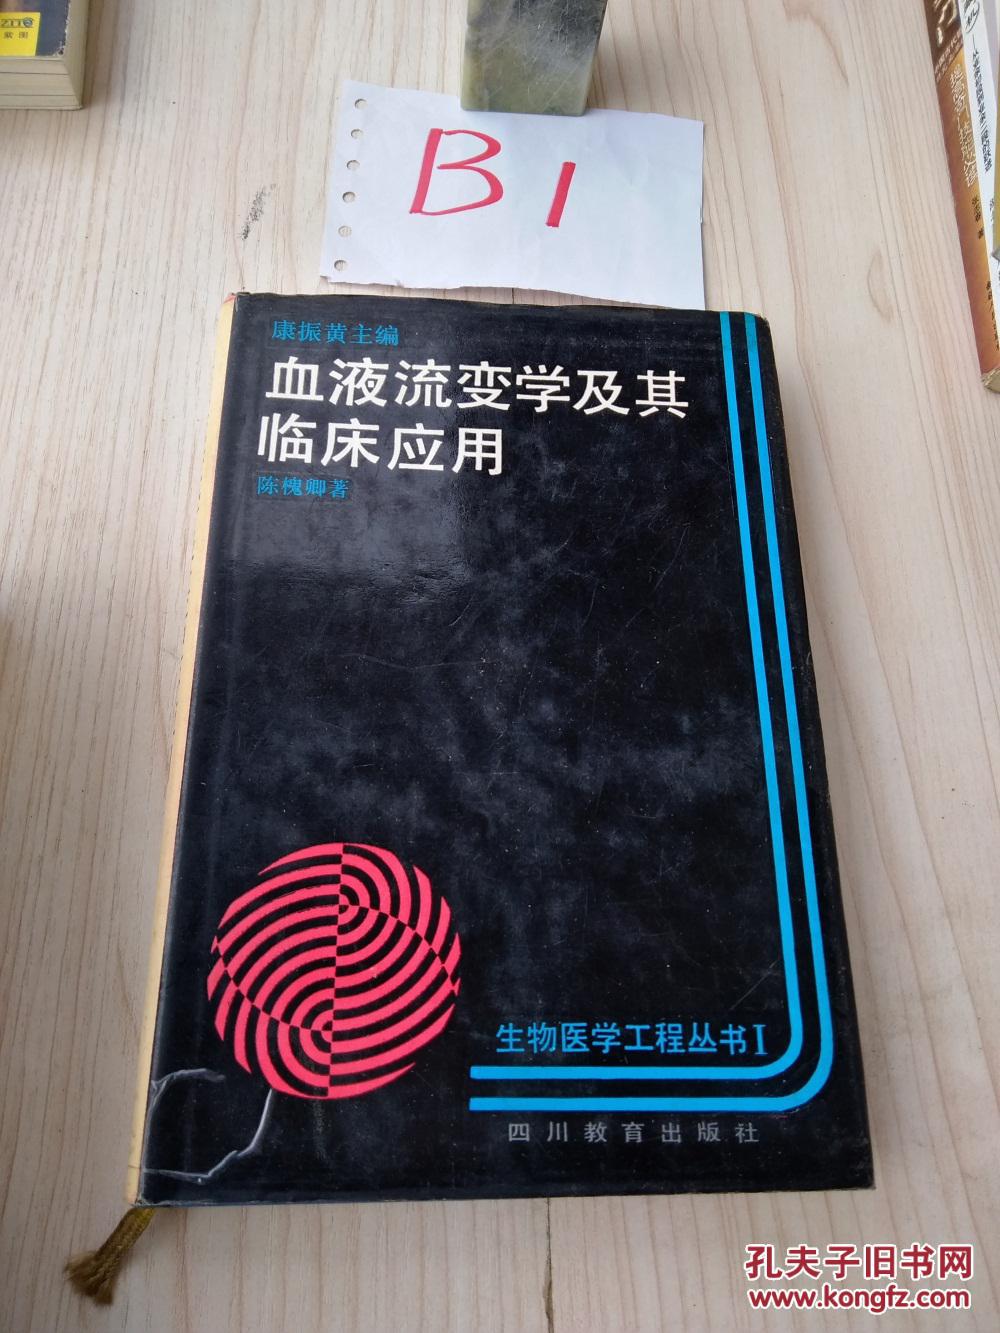 紫图
B1
康振黄主编
血液流变学及其
临床应用
陈槐卿著
生物医学工程丛书I
四川教育出版社
孔夫子旧书网
www.kongfz.com